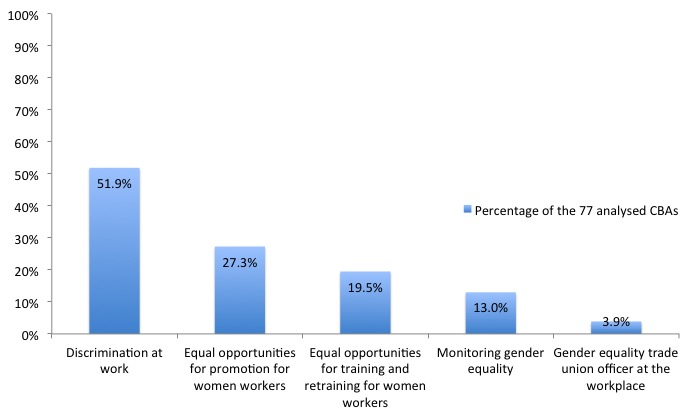 100%
90%
80%
70%
60%
50%
40%
30%
20%
10%
0%
51.9%
27.3%
19.5%
13.0%
3.9%
Percentage of the 77 analysed CBAs
Discrimination at
work
Equal opportunities
for promotion for
women workers
Equal opportunities
for training and
retraining for women
workers
Monitoring gender
equality
Gender equality trade
union officer at the
workplace